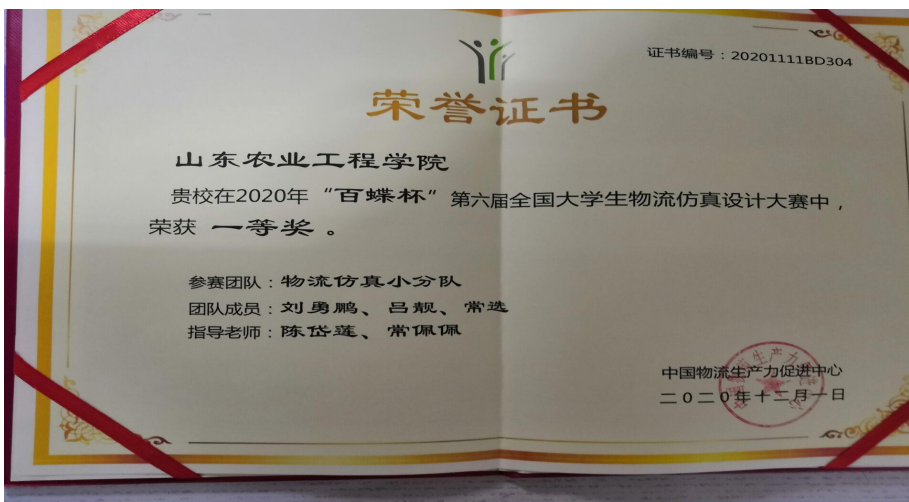 证书编号：20201111BD304
荣誉证书
山东农业工程学院
贵校在2020年“百蝶杯”第六届全国大学生物流仿真设计大赛中，
荣获 一等奖。
参赛团队：物流仿真小分队
团队成员：刘勇鹏、吕靓、常选
指导老师：陈岱莲、常佩佩
中国物流生产力促进中心
二〇二〇年十二月一日